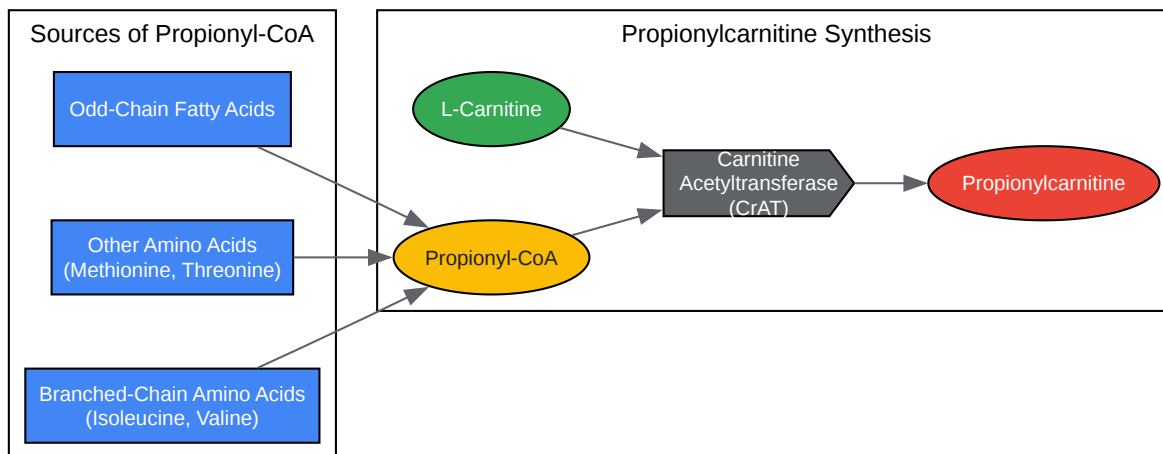 Sources of Propionyl-CoA
Odd-Chain Fatty Acids
Other Amino Acids
(Methionine, Threonine)
Branched-Chain Amino Acids
(Isoleucine, Valine)
Propionylcarnitine Synthesis
L-Carnitine
Propionyl-CoA
Carnitine
Acetyltransferase
(CrAT)
Propionylcarnitine